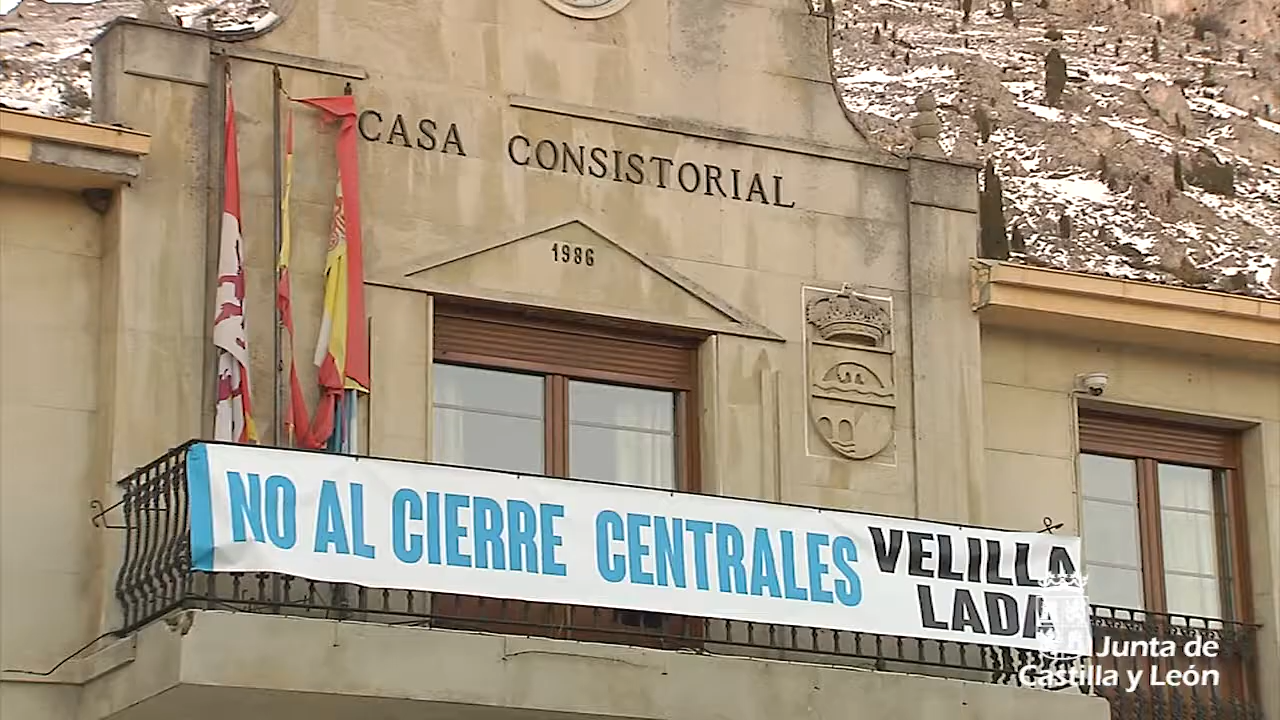 CASA CONSISTORIAL
1986
NO AL CIERRE CENTRALES VELILLA
LADA
Junta de
Castilla y León